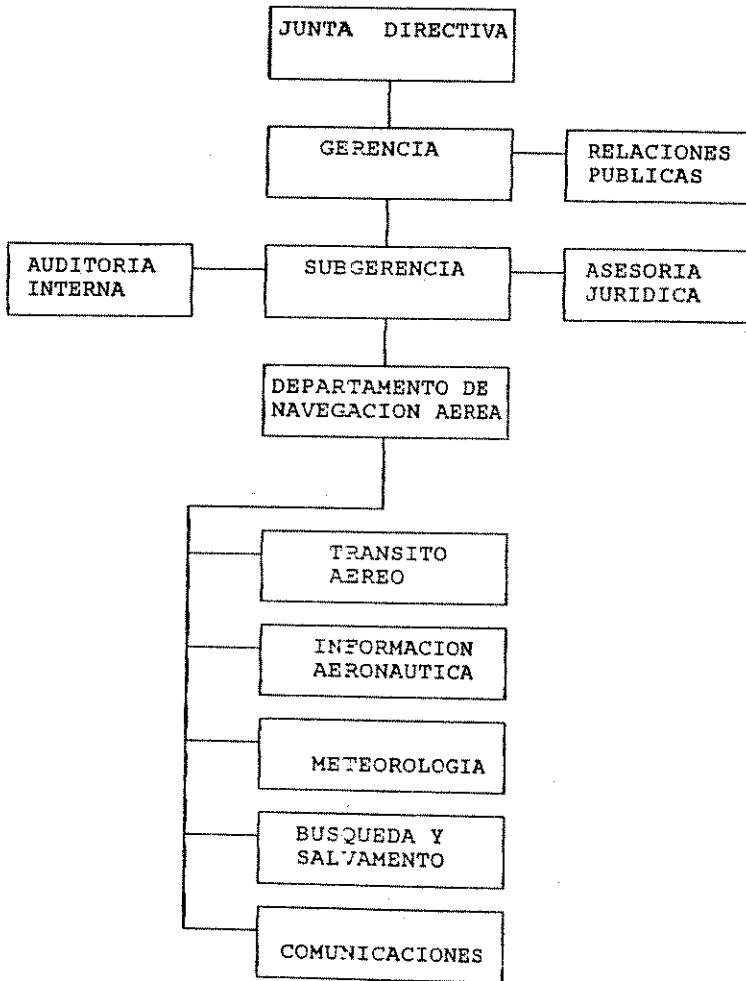 JUNTA DIRECTIVA
GERENCIA
RELACIONES
PUBLICAS
AUDITORIA
INTERNA
SUBGERENCIA
ASESORIA
JURIDICA
DEPARTAMENTO DE
NAVEGACION AEREA
TRANSITO
AEREO
INFORMACION
AERONAUTICA
METEOROLOGIA
BUSQUEDA Y
SALVAMENTO
COMUNICACIONES